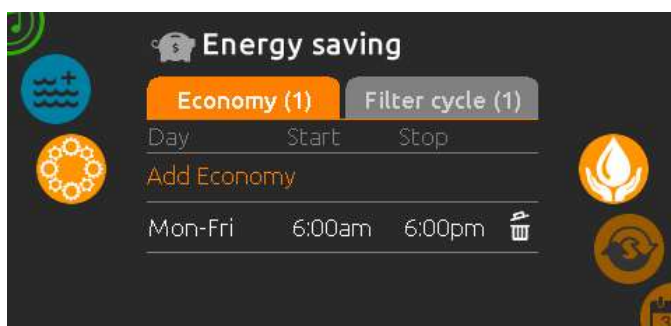 Energy saving
Economy (1) Filter cycle (1)
Day Start Stop
Add Economy
Mon-Fri 6:00am 6:00pm